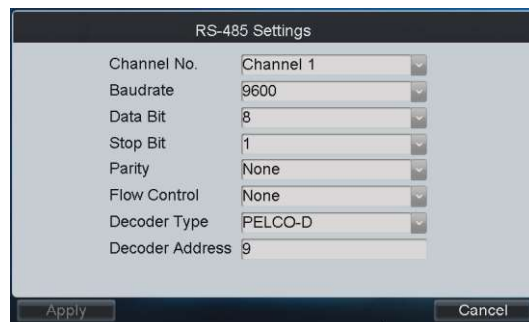 RS-485 Settings
Channel No. Channel 1
Baudrate 9600
Data Bit 8
Stop Bit 1
Parity None
Flow Control None
Decoder Type PELCO-D
Decoder Address 9
Apply Cancel